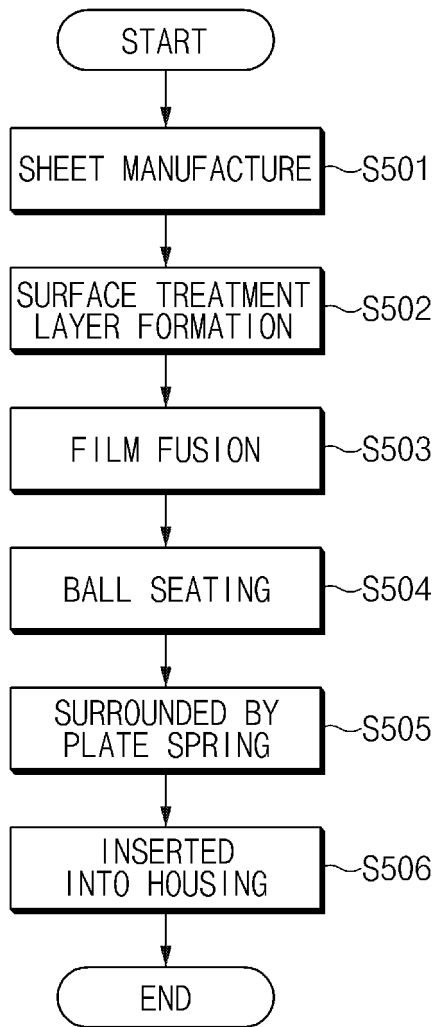 START
SHEET MANUFACTURE
S501
SURFACE TREATMENT
LAYER FORMATION
S502
FILM FUSION
S503
BALL SEATING
S504
SURROUNDED BY
PLATE SPRING
S505
INSERTED
INTO HOUSING
S506
END